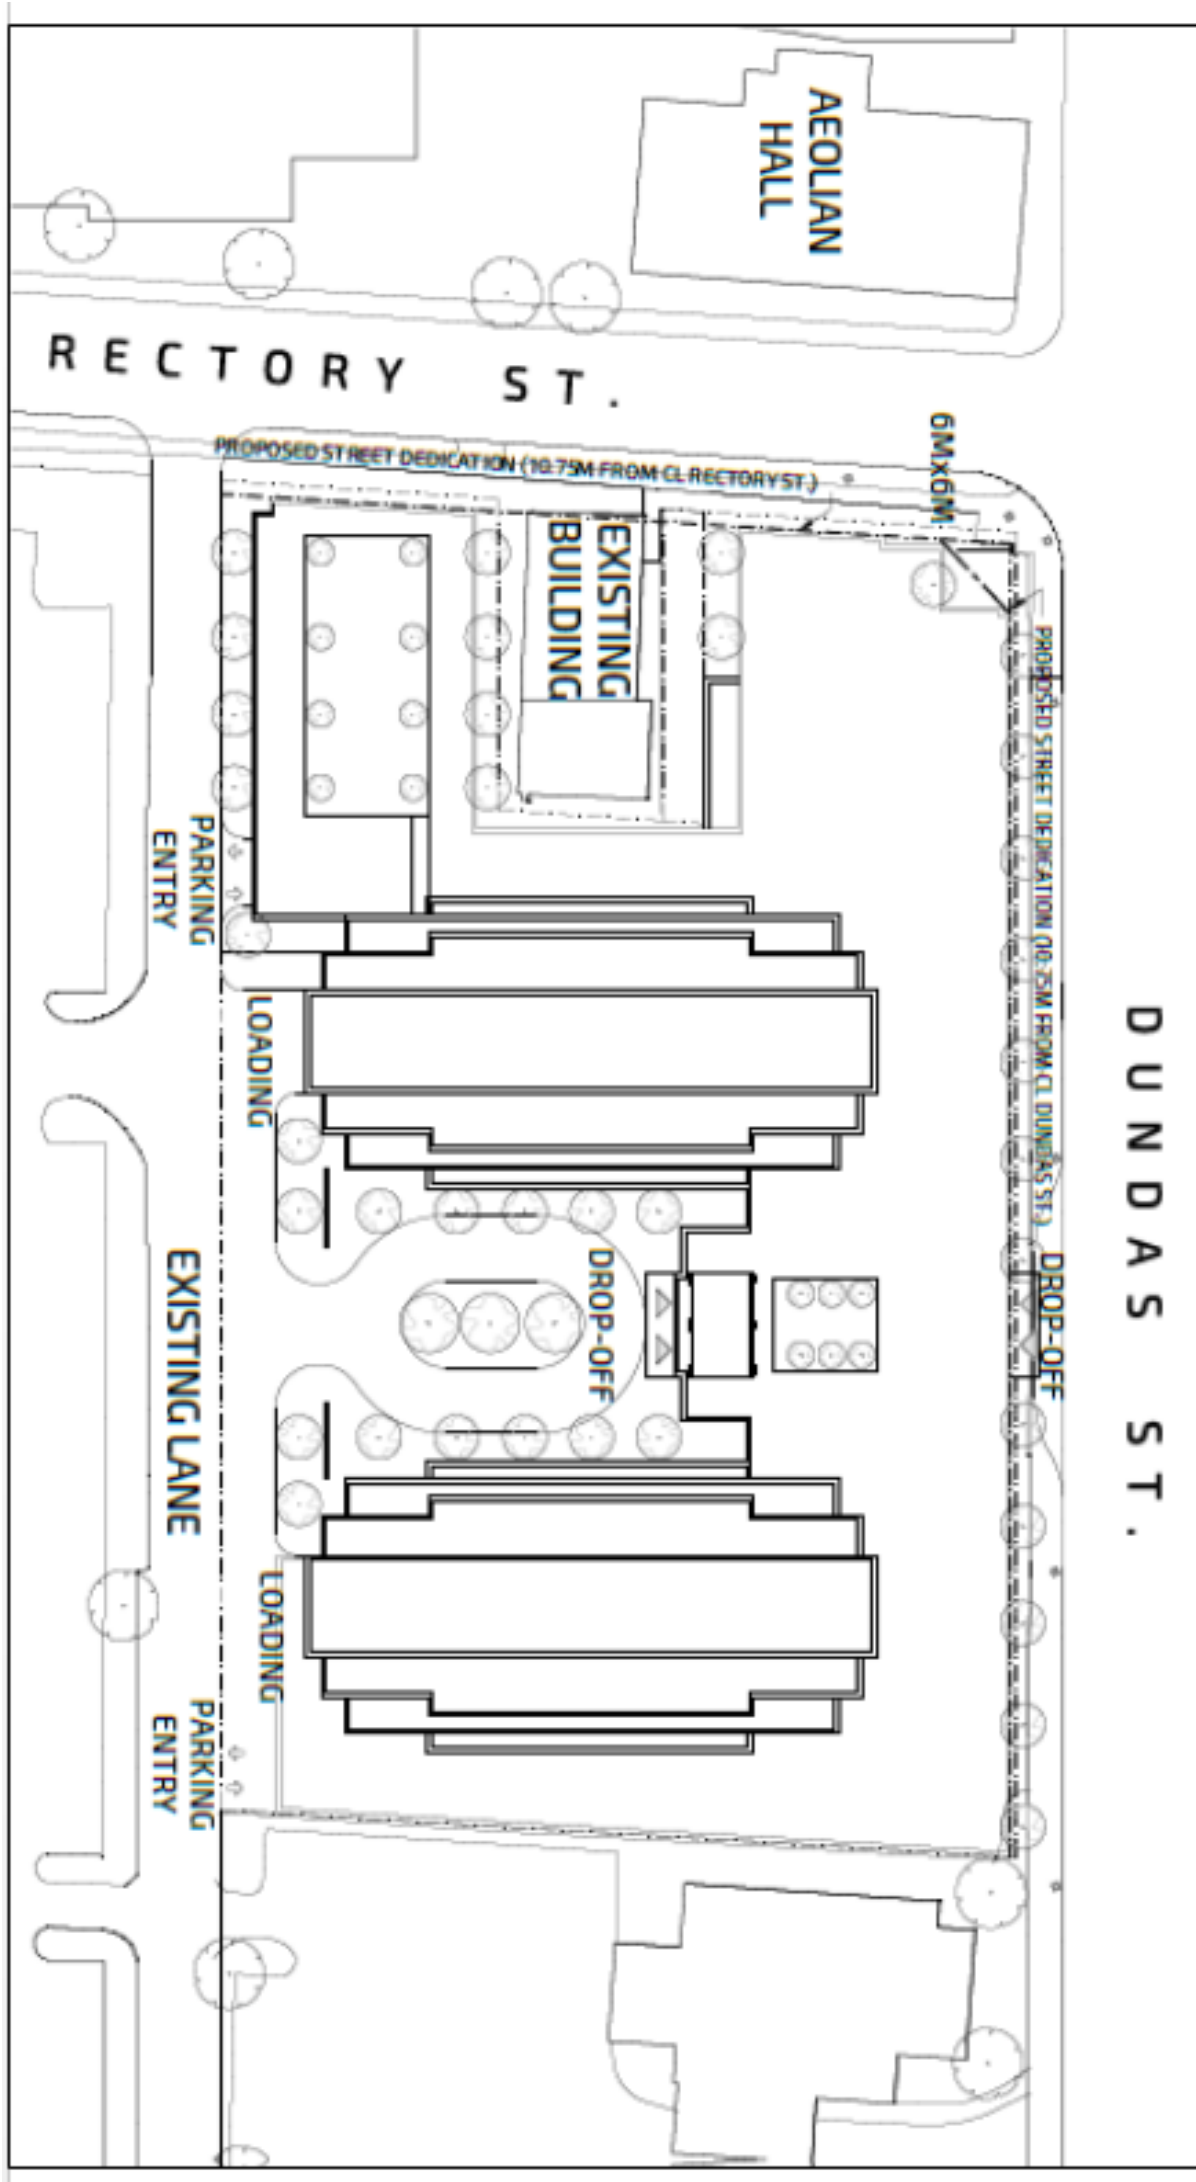 AEOLIAN
HALL
RECTORY ST.
PROPOSED STREET DEDICATION (10.75M FROM CL RECTORY ST.)
6Mx6M
EXISTING
BUILDING
PROPOSED STREET DEDICATION (10.75M FROM CL DUNDAS ST.)
DUNDAS ST.
PARKING
ENTRY
LOADING
DROP-OFF
DROP-OFF
EXISTING LANE
LOADING
PARKING
ENTRY